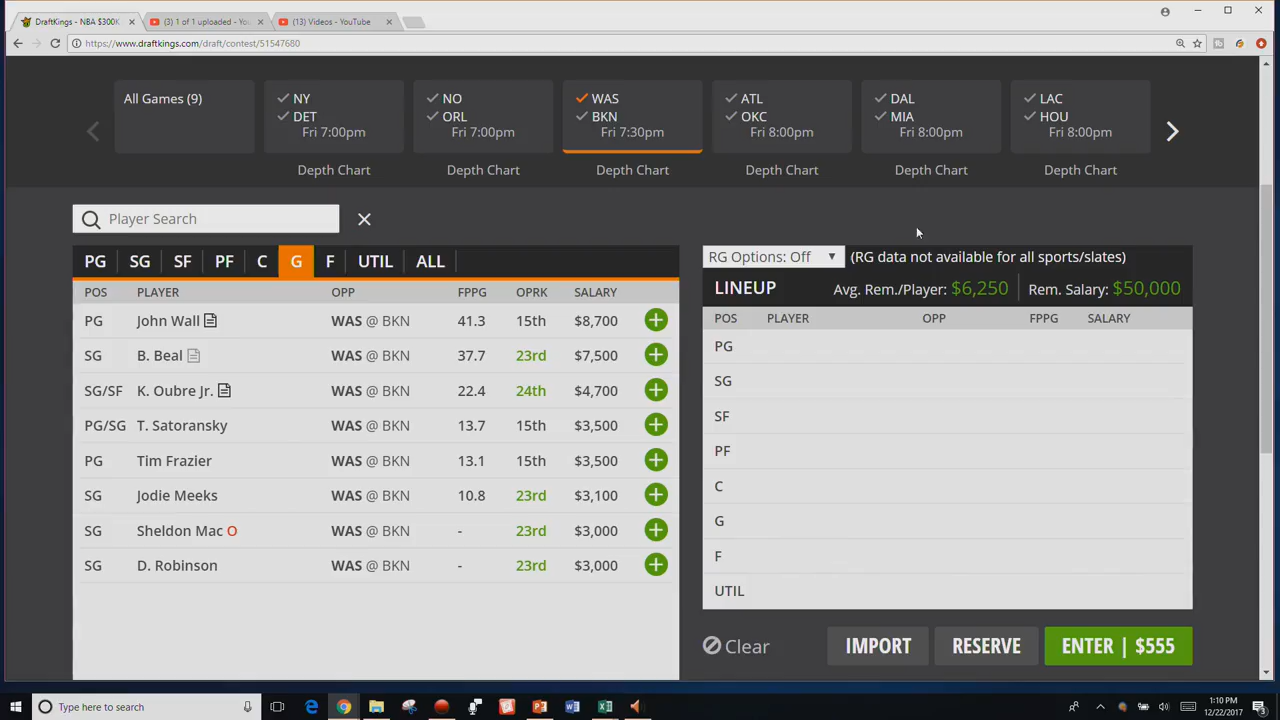 DraftKings - NBA $300K
(3) 1 of 1 uploaded - You
(13) Videos - YouTube
https://www.draftkings.com/draft/contest/51547680
All Games (9)
NY
DET
Fri 7:00pm
NO
ORL
Fri 7:00pm
WAS
BKN
Fri 7:30pm
ATL
OKC
Fri 8:00pm
DAL
MIA
Fri 8:00pm
LAC
HOU
Fri 8:00pm
Depth Chart Depth Chart Depth Chart Depth Chart Depth Chart Depth Chart
Player Search
PG SG SF PF C G F UTIL ALL
POS PLAYER OPP FPPG OPRK SALARY
PG John Wall WAS @ BKN 41.3 15th $8,700
SG B. Beal WAS @ BKN 37.7 23rd $7,500
SG/SF K. Oubre Jr. WAS @ BKN 22.4 24th $4,700
PG/SG T. Satoransky WAS @ BKN 13.7 15th $3,500
PG Tim Frazier WAS @ BKN 13.1 15th $3,500
SG Jodie Meeks WAS @ BKN 10.8 23rd $3,100
SG Sheldon Mac O WAS @ BKN - 23rd $3,000
SG D. Robinson WAS @ BKN - 23rd $3,000
RG Options: Off (RG data not available for all sports/slates)
LINEUP Avg. Rem./Player: $6,250 Rem. Salary: $50,000
POS PLAYER OPP FPPG SALARY
PG
SG
SF
PF
C
G
F
UTIL
Clear IMPORT RESERVE ENTER | $555
Type here to search
1:10 PM
12/22/2017